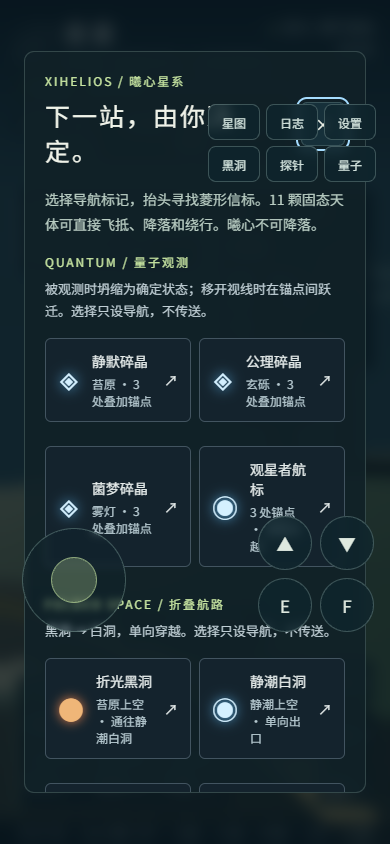 XIHELIOS / 曦心星系
下一站，由你
定。
星图
日志
设置
黑洞
探针
量子
选择导航标记，抬头寻找菱形信标。11 颗固态天
体可直接飞抵、降落和绕行。曦心不可降落。
QUANTUM / 量子观测
被观测时坍缩为确定状态；移开视线时在锚点间跃
迁。选择只设导航，不传送。
静默碎晶
苔原 · 3
处叠加锚点
↗
公理碎晶
玄砾 · 3
处叠加锚点
↗
菌梦碎晶
雾灯 · 3
处叠加锚点
↗
观星者航
标
3 处锚点
·
↗
▲
▼
E
F
SPACE / 折叠航路
黑洞 → 白洞，单向穿越。选择只设导航，不传送。
折光黑洞
苔原上空
· 通往静
潮白洞
↗
静潮白洞
静潮上空
· 单向出
口
↗